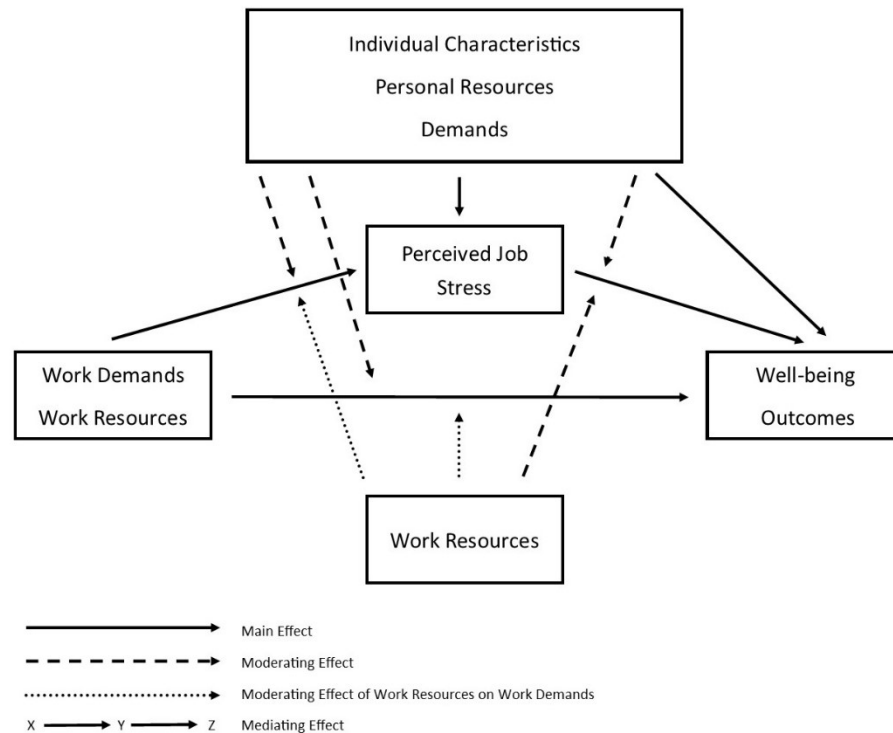 Individual Characteristics
Personal Resources
Demands
Perceived Job
Stress
Work Demands
Work Resources
Well-being
Outcomes
Work Resources
Main Effect
Moderating Effect
Moderating Effect of Work Resources on Work Demands
X Y Z Mediating Effect